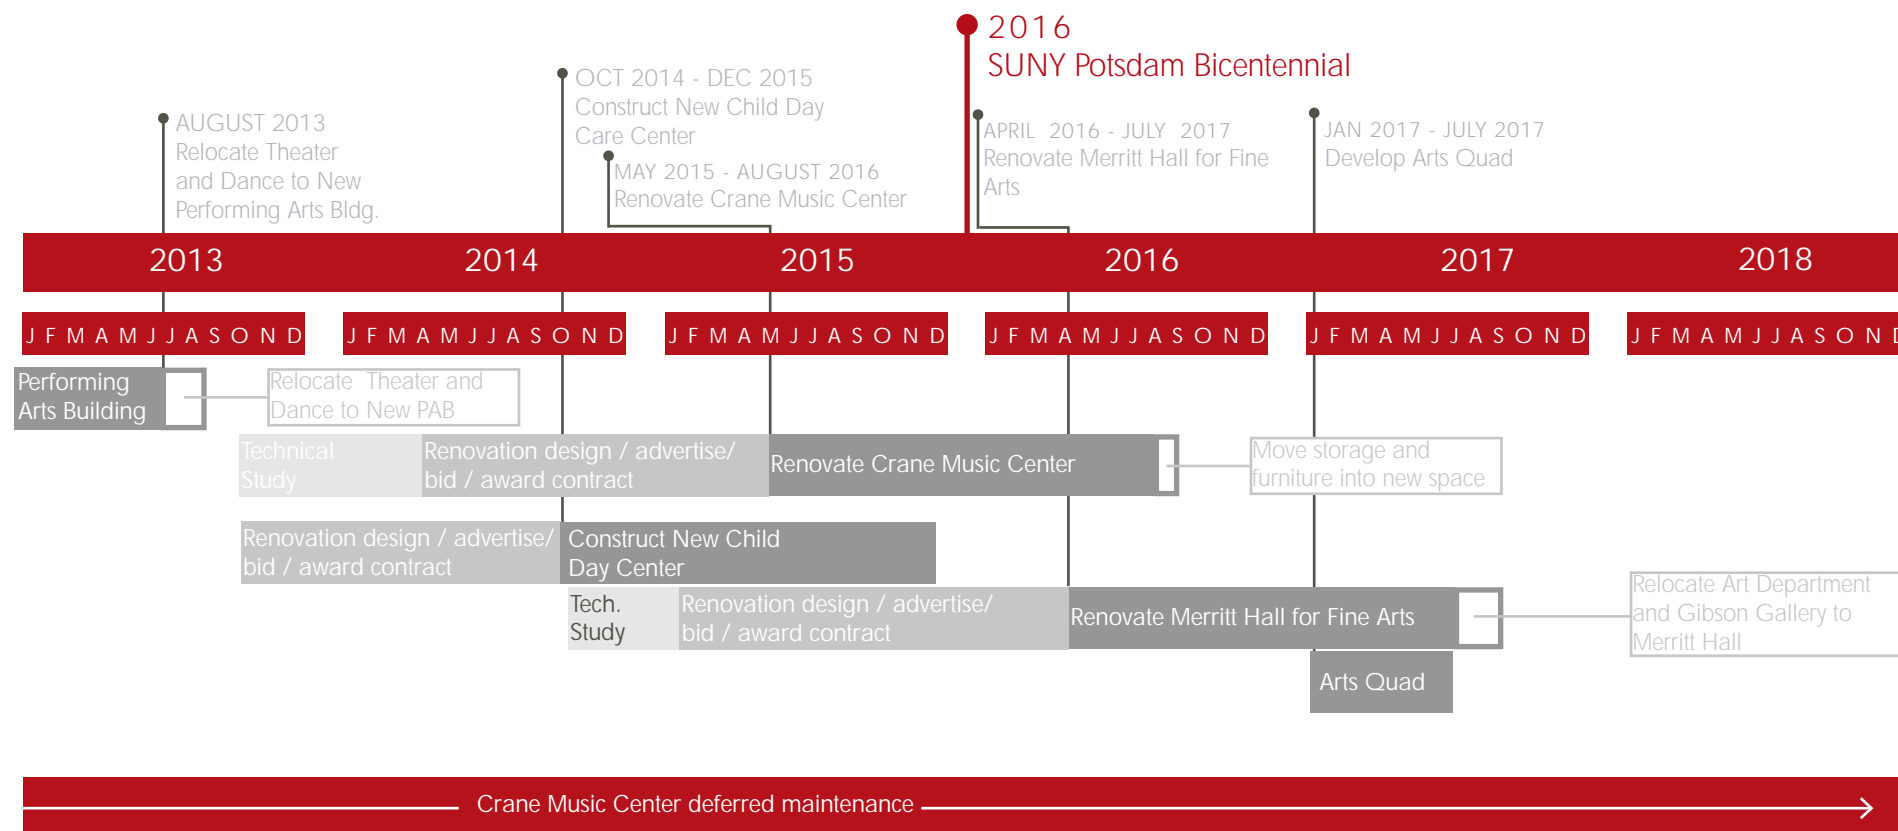 2016
SUNY Potsdam Bicentennial
OCT 2014 - DEC 2015
Construct New Child Day
Care Center
AUGUST 2013
Relocate Theater
and Dance to New
Performing Arts Bldg.
MAY 2015 - AUGUST 2016
Renovate Crane Music Center
APRIL 2016 - JULY 2017
Renovate Merritt Hall for Fine
Arts
JAN 2017 - JULY 2017
Develop Arts Quad
2013 2014 2015 2016 2017 2018
J F M A M J J A S O N D J F M A M J J A S O N D J F M A M J J A S O N D J F M A M J J A S O N D J F M A M J J A S O N D J F M A M J J A S O N D
Performing
Arts Building
Relocate Theater and
Dance to New PAB
Technical
Study
Renovation design / advertise/
bid / award contract
Renovate Crane Music Center
Move storage and
furniture into new space
Renovation design / advertise/
bid / award contract
Construct New Child
Day Center
Tech.
Study
Renovation design / advertise/
bid / award contract
Renovate Merritt Hall for Fine Arts
Relocate Art Department
and Gibson Gallery to
Merritt Hall
Arts Quad
Crane Music Center deferred maintenance